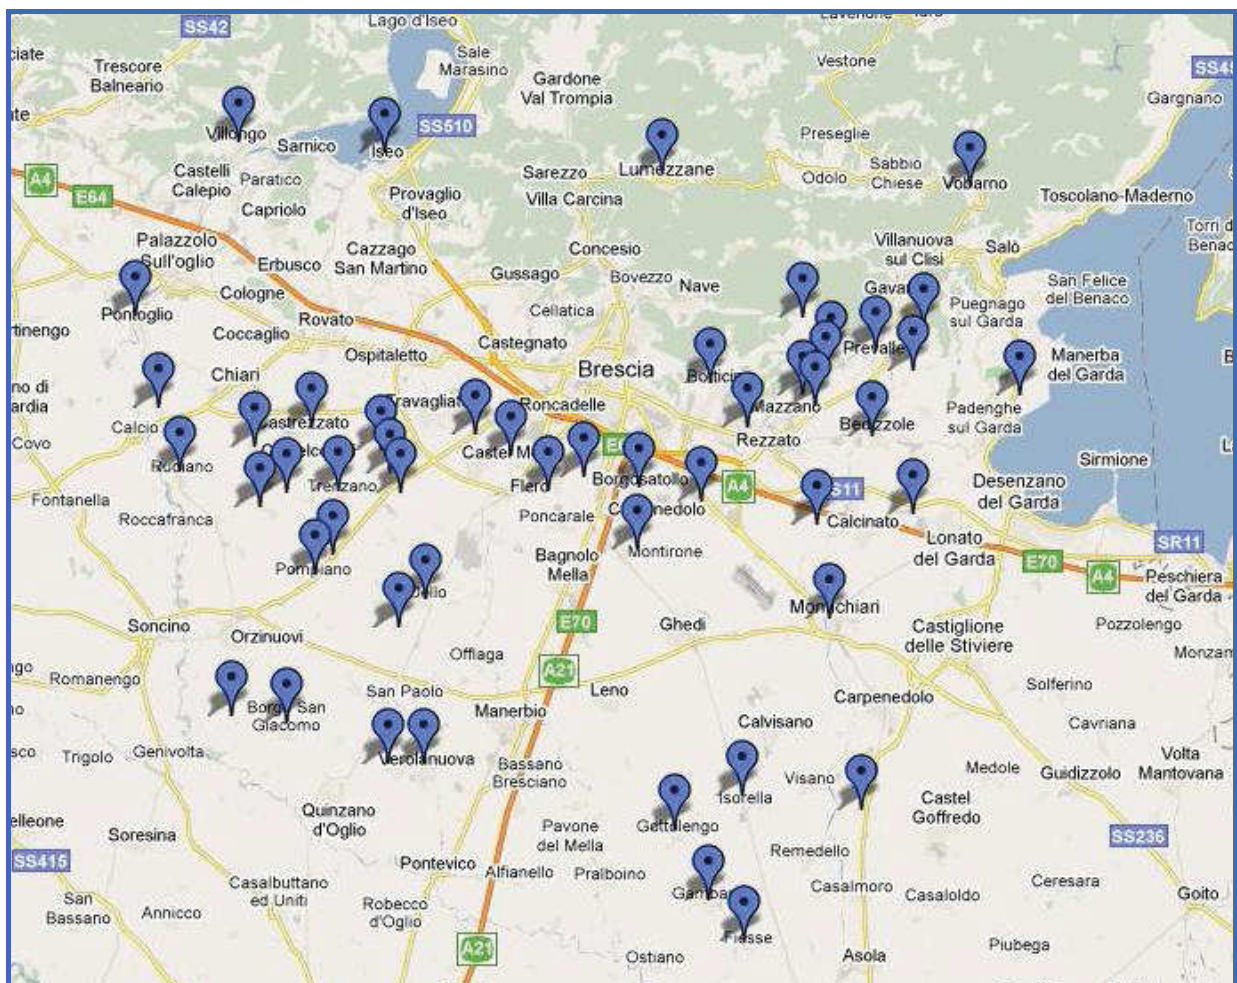 Lago d'Iseo
SS42
Sale
Marasino
Trescore
Balneario
Gardone
Val Trompia
Vestone
Gargnano
Villongo
Sarnico
Iseo
SS510
Preseglie
Lumezzane
Sabbio
Chiese
Odolo
Vobarno
A4
E64
Castelli
Calepio
Paratico
Capriolo
Provaglio
d'Iseo
Sarezzo
Villa Carcina
Toscolano-Maderno
Palazzolo
Sull'oglio
Erbusco
Cazzago
San Martino
Concesio
Villanuova
sul Clisi
Salò
Gussago
Bovezzo
Nave
San Felice
del Benaco
Pontoglio
Cologne
Rovato
Coccaglio
Cellatica
Puegnago
sul Garda
Ospitaletto
Castegnato
Brescia
Prevalle
Manerba
del Garda
Chiari
Roncadelle
Mazzano
Padenghe
sul Garda
Calcio
Covo
Rezzato
Sirmione
Trenzano
Flero
Borgosatollo
A4
Desenzano
del Garda
Fontanella
Roccafranca
Poncarale
Calcinato
Lonato
del Garda
SR11
Bagnolo
Mella
Montirone
E70
A4
Peschiera
del Garda
Pompiano
E70
Soncino
Orzinuovi
Ghedi
Castiglione
delle Stiviere
Pozzolengo
Offlaga
A21
Leno
Romanengo
San Paolo
Manerbio
Carpenedolo
Solferino
San
Giacomo
Calvisano
Cavriana
Trigolo
Genivolta
Verolanuova
Bassano
Bresciano
Isorella
Visano
Medole
Guidizzolo
Volta
Mantovana
Quinzano
d'Oglio
Castel
Goffredo
Soresina
Pavone
del Mella
Gottolengo
Remedello
SS236
SS415
Pontevico
Alfianello
Pralboino
Casalmoro
Casaloldo
Ceresara
Goito
San
Bassano
Annicco
Casalbuttano
ed Uniti
Robecco
d'Oglio
A21
Ostiano
Asola
Piubega